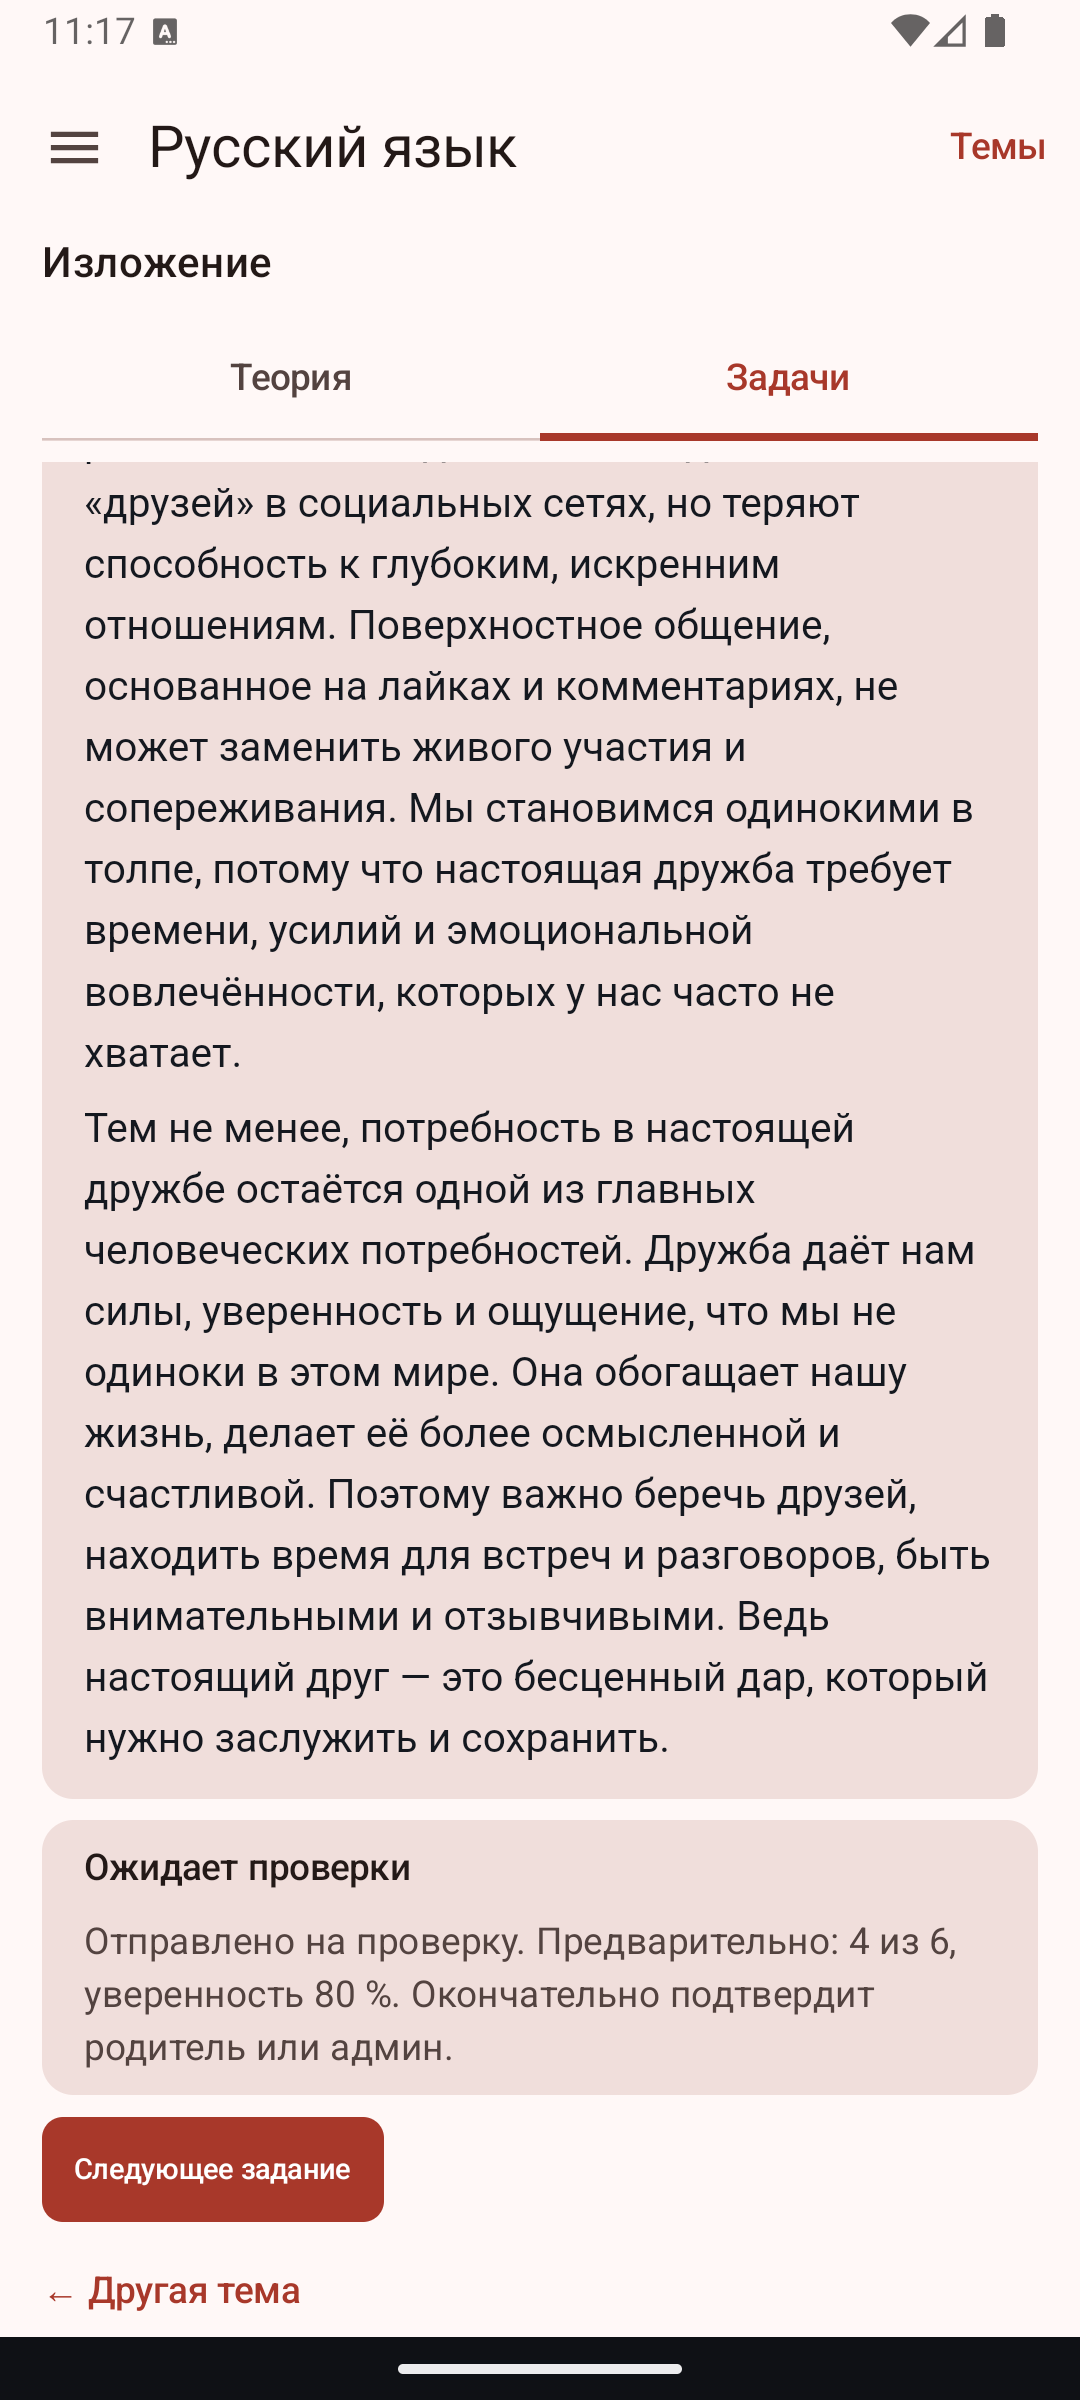 11:17
Русский язык
Темы
Изложение
Теория
Задачи
«друзей» в социальных сетях, но теряют
способность к глубоким, искренним
отношениям. Поверхностное общение,
основанное на лайках и комментариях, не
может заменить живого участия и
сопереживания. Мы становимся одинокими в
толпе, потому что настоящая дружба требует
времени, усилий и эмоциональной
вовлечённости, которых у нас часто не
хватает.
Тем не менее, потребность в настоящей
дружбе остаётся одной из главных
человеческих потребностей. Дружба даёт нам
силы, уверенность и ощущение, что мы не
одиноки в этом мире. Она обогащает нашу
жизнь, делает её более осмысленной и
счастливой. Поэтому важно беречь друзей,
находить время для встреч и разговоров, быть
внимательными и отзывчивыми. Ведь
настоящий друг — это бесценный дар, который
нужно заслужить и сохранить.
Ожидает проверки
Отправлено на проверку. Предварительно: 4 из 6,
уверенность 80 %. Окончательно подтвердит
родитель или админ.
Следующее задание
← Другая тема